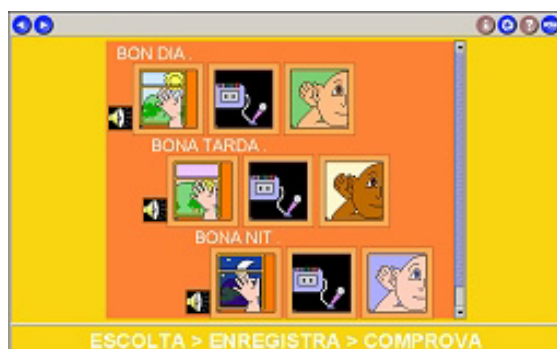 BON DIA .
BONA TARDA .
BONA NIT .
ESCOLTA > ENREGISTRA > COMPROVA